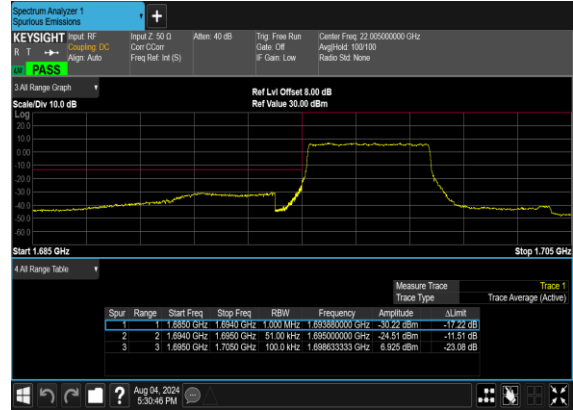 Spectrum Analyzer 1
Spurious Emissions
KEYSIGHT Input: RF Input Z: 50 Ω Atten: 40 dB Trig: Free Run Center Freq: 22.005000000 GHz
R T Coupling: DC Corr CCorr Gate: Off Avg|Hold: 100/100
Align: Auto Freq Ref: Int (S) IF Gain: Low Radio Std: None
PASS
3 All Range Graph
Ref Lvl Offset 8.00 dB
Scale/Div 10.0 dB Ref Value 30.00 dBm
Log
20.0
10.0
0.00
-10.0
-20.0
-30.0
-40.0
-50.0
-60.0
Start 1.685 GHz Stop 1.705 GHz
4 All Range Table
Measure Trace Trace 1
Trace Type Trace Average (Active)
Spur Range Start Freq Stop Freq RBW Frequency Amplitude ΔLimit
1 1 1.6850 GHz 1.6940 GHz 1.000 MHz 1.693880000 GHz -30.22 dBm -17.22 dB
2 2 1.6940 GHz 1.6950 GHz 51.00 kHz 1.695000000 GHz -24.51 dBm -11.51 dB
3 3 1.6950 GHz 1.7050 GHz 100.0 kHz 1.698633333 GHz 6.925 dBm -23.08 dB
Aug 04, 2024
5:30:46 PM